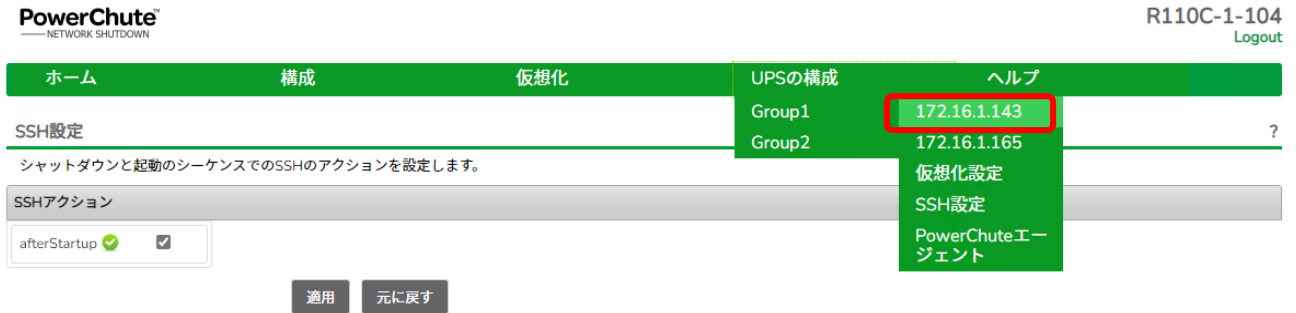 PowerChute™
NETWORK SHUTDOWN
R110C-1-104
Logout
ホーム 構成 仮想化 UPSの構成 ヘルプ
Group1
Group2
172.16.1.143
172.16.1.165
仮想化設定
SSH設定
PowerChuteエー
ジェント
SSH設定
?
シャットダウンと起動のシーケンスでのSSHのアクションを設定します。
SSHアクション
afterStartup
適用 元に戻す